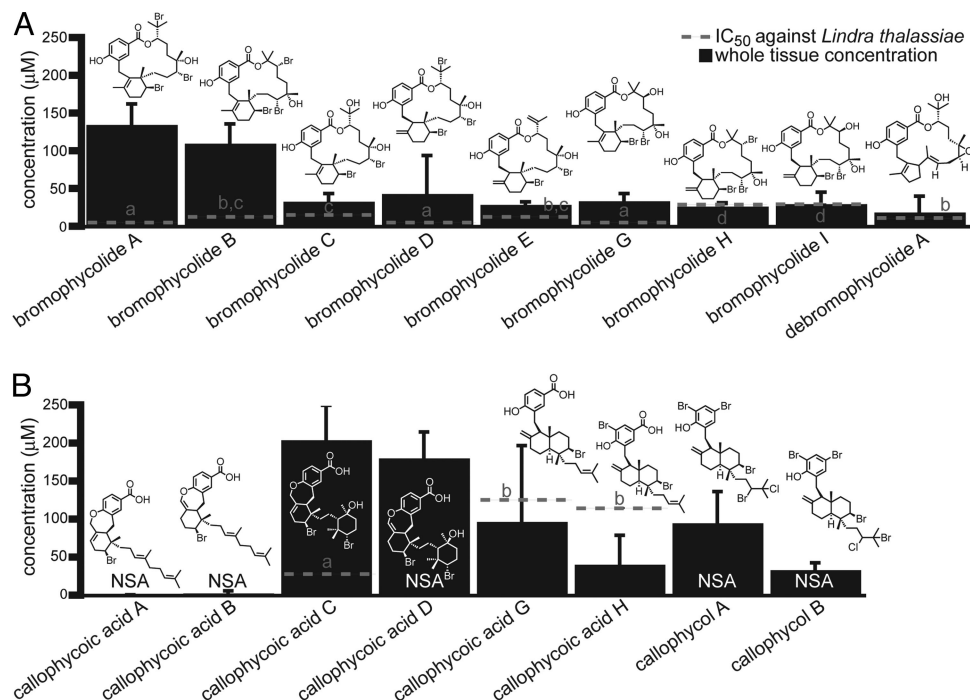 A
concentration (µM)
250
200
150
100
50
0
IC50 against Lindra thalassiae
whole tissue concentration
a
b,c
c
a
b,c
a
d
d
b
bromophycolide A
bromophycolide B
bromophycolide C
bromophycolide D
bromophycolide E
bromophycolide G
bromophycolide H
bromophycolide I
debromophycolide A
B
concentration (µM)
250
200
150
100
50
0
NSA
NSA
a
NSA
b
b
NSA
NSA
callophycoic acid A
callophycoic acid B
callophycoic acid C
callophycoic acid D
callophycoic acid G
callophycoic acid H
callophycol A
callophycol B